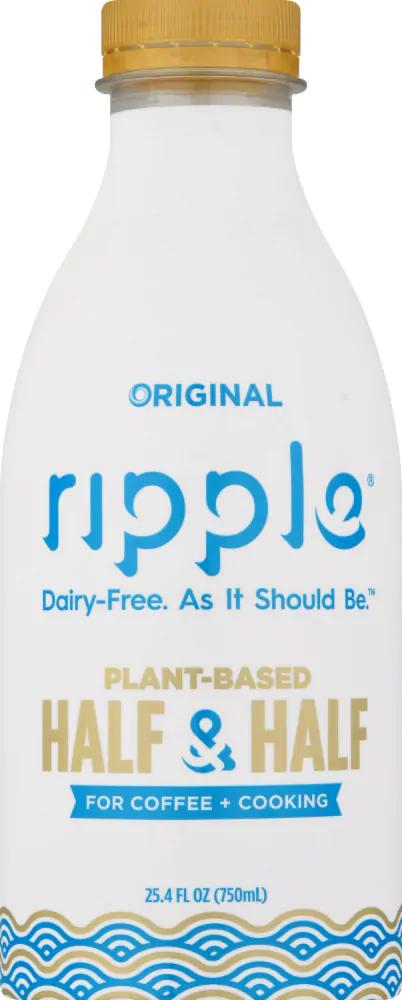 ORIGINAL
ripple®
Dairy-Free. As It Should Be.™
PLANT-BASED
HALF & HALF
FOR COFFEE + COOKING
25.4 FL OZ (750mL)